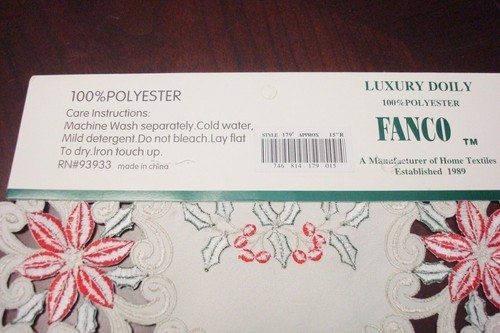 100%POLYESTER
Care Instructions:
Machine Wash separately.Cold water,
Mild detergent.Do not bleach.Lay flat
To dry.Iron touch up.
RN#93933 made in china
STYLE 179' APPROX 15"R
746 814 179 015
LUXURY DOILY
100% POLYESTER
FANCO TM
A Manufacturer of Home Textiles
Established 1989